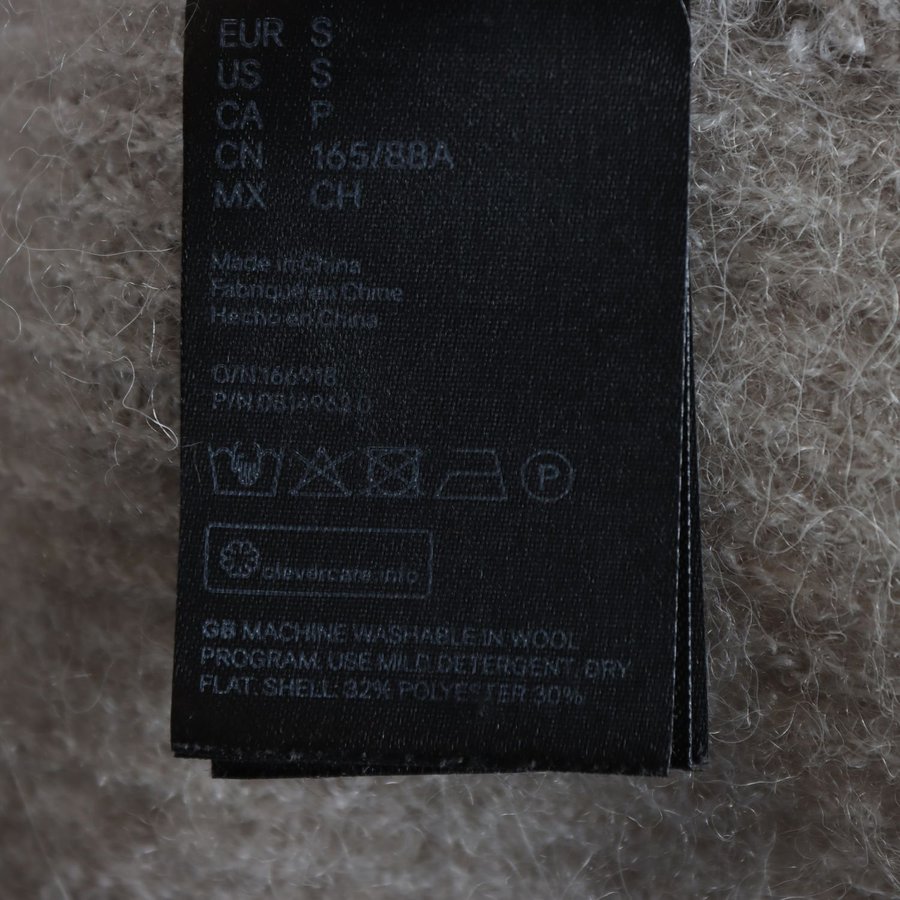 EUR S
US S
CA P
CN 165/88A
MX CH
Made in China
Fabriqué en Chine
Hecho en China
O/N:166918
P
clevercare.info
GB MACHINE WASHABLE IN WOOL
PROGRAM. USE MILD DETERGENT. DRY
FLAT. SHELL: 32% POLYESTER 30%